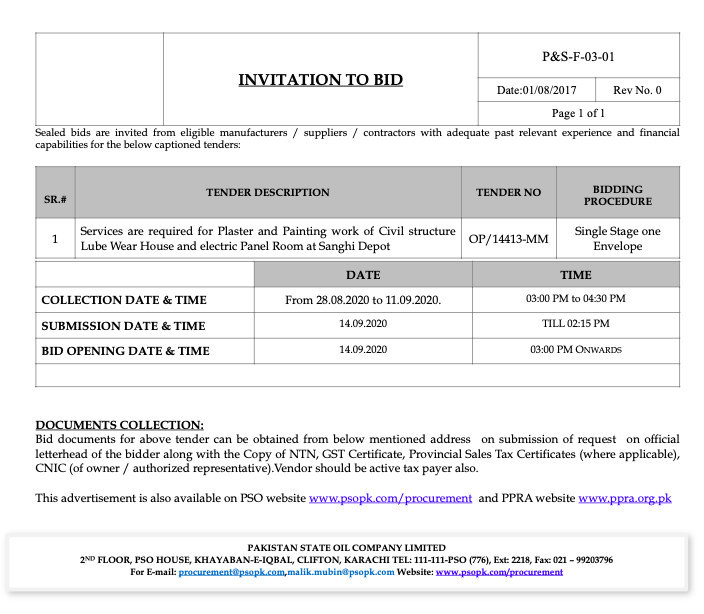 INVITATION TO BID
P&S-F-03-01
Date:01/08/2017 Rev No. 0
Page 1 of 1
Sealed bids are invited from eligible manufacturers / suppliers / contractors with adequate past relevant experience and financial
capabilities for the below captioned tenders:
SR.# TENDER DESCRIPTION TENDER NO BIDDING
PROCEDURE
1 Services are required for Plaster and Painting work of Civil structure
Lube Wear House and electric Panel Room at Sanghi Depot
OP/14413-MM
Single Stage one
Envelope
DATE TIME
COLLECTION DATE & TIME From 28.08.2020 to 11.09.2020. 03:00 PM to 04:30 PM
SUBMISSION DATE & TIME 14.09.2020 TILL 02:15 PM
BID OPENING DATE & TIME 14.09.2020 03:00 PM ONWARDS
DOCUMENTS COLLECTION:
Bid documents for above tender can be obtained from below mentioned address on submission of request on official
letterhead of the bidder along with the Copy of NTN, GST Certificate, Provincial Sales Tax Certificates (where applicable),
CNIC (of owner / authorized representative).Vendor should be active tax payer also.
This advertisement is also available on PSO website www.psopk.com/procurement and PPRA website www.ppra.org.pk
PAKISTAN STATE OIL COMPANY LIMITED
2ND FLOOR, PSO HOUSE, KHAYABAN-E-IQBAL, CLIFTON, KARACHI TEL: 111-111-PSO (776), Ext: 2218, Fax: 021 – 99203796
For E-mail: procurement@psopk.com,malik.mubin@psopk.com Website: www.psopk.com/procurement